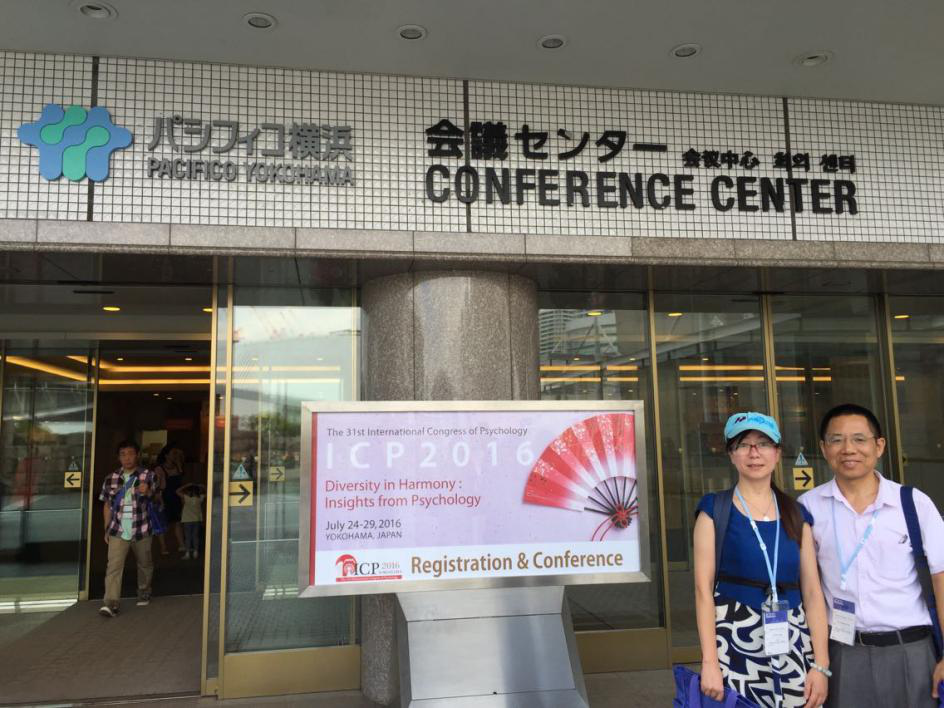 パシフィコ横浜
PACIFICO YOKOHAMA
会議センター 会议中心 회의 센터
CONFERENCE CENTER
The 31st International Congress of Psychology
ICP2016
Diversity in Harmony :
Insights from Psychology
July 24-29, 2016
YOKOHAMA, JAPAN
ICP 2016
Registration & Conference